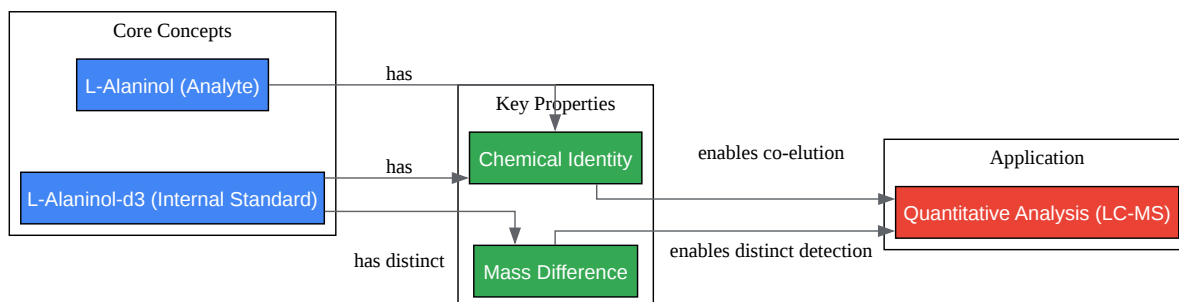 Core Concepts
L-Alaninol (Analyte)
has
Key Properties
Chemical Identity
enables co-elution
Application
has
L-Alaninol-d3 (Internal Standard)
Quantitative Analysis (LC-MS)
has distinct
Mass Difference
enables distinct detection